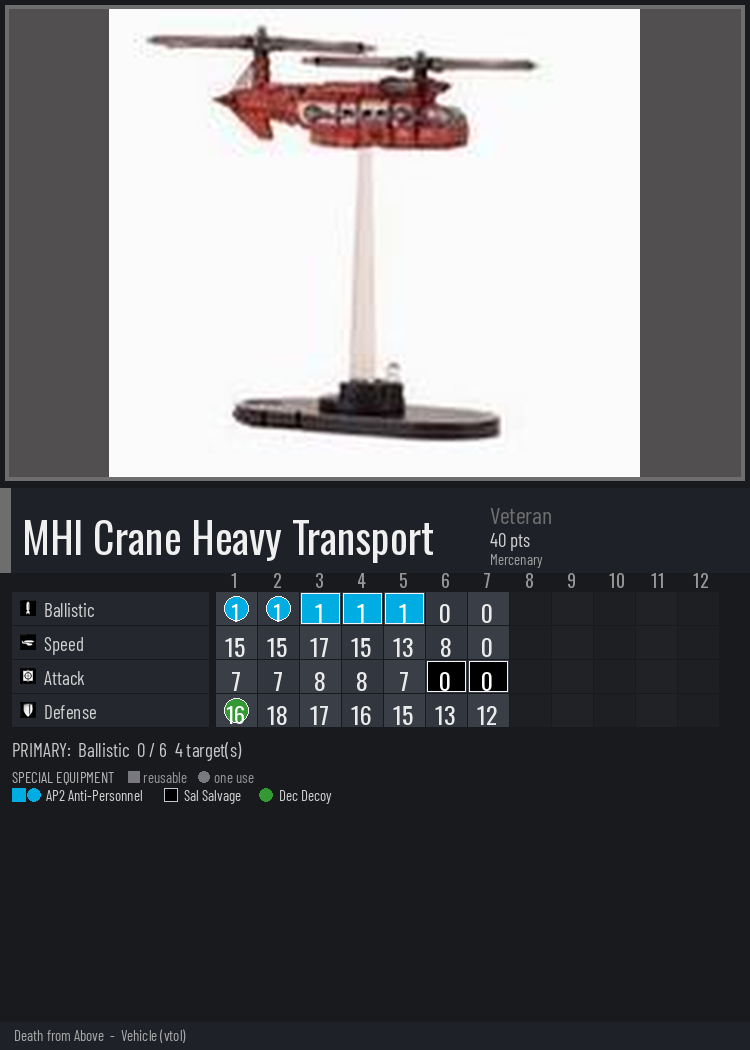 MHI Crane Heavy Transport
Veteran
40 pts
Mercenary
1 2 3 4 5 6 7 8 9 10 11 12
Ballistic 1 1 1 1 1 0 0
Speed 15 15 17 15 13 8 0
Attack 7 7 8 8 7 0 0
Defense 16 18 17 16 15 13 12
PRIMARY: Ballistic 0 / 6 4 target(s)
SPECIAL EQUIPMENT reusable one use
AP2 Anti-Personnel Sal Salvage Dec Decoy
Death from Above - Vehicle (vtol)